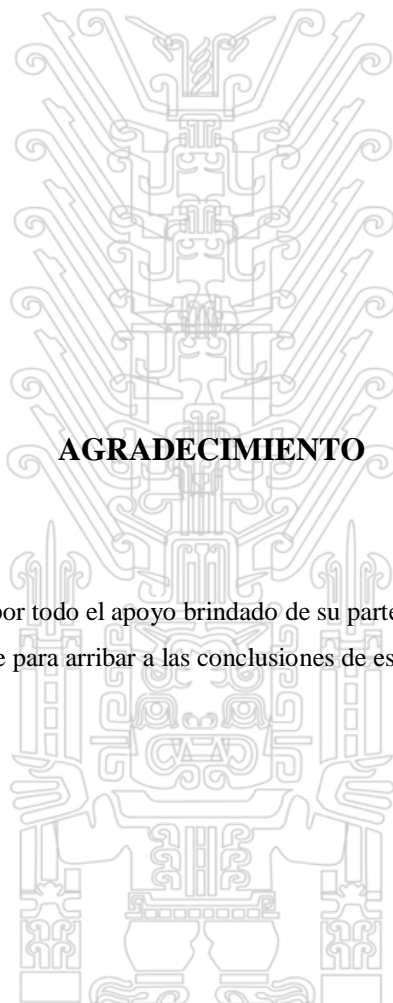 AGRADECIMIENTO
por todo el apoyo brindado de su parte
e para arribar a las conclusiones de es